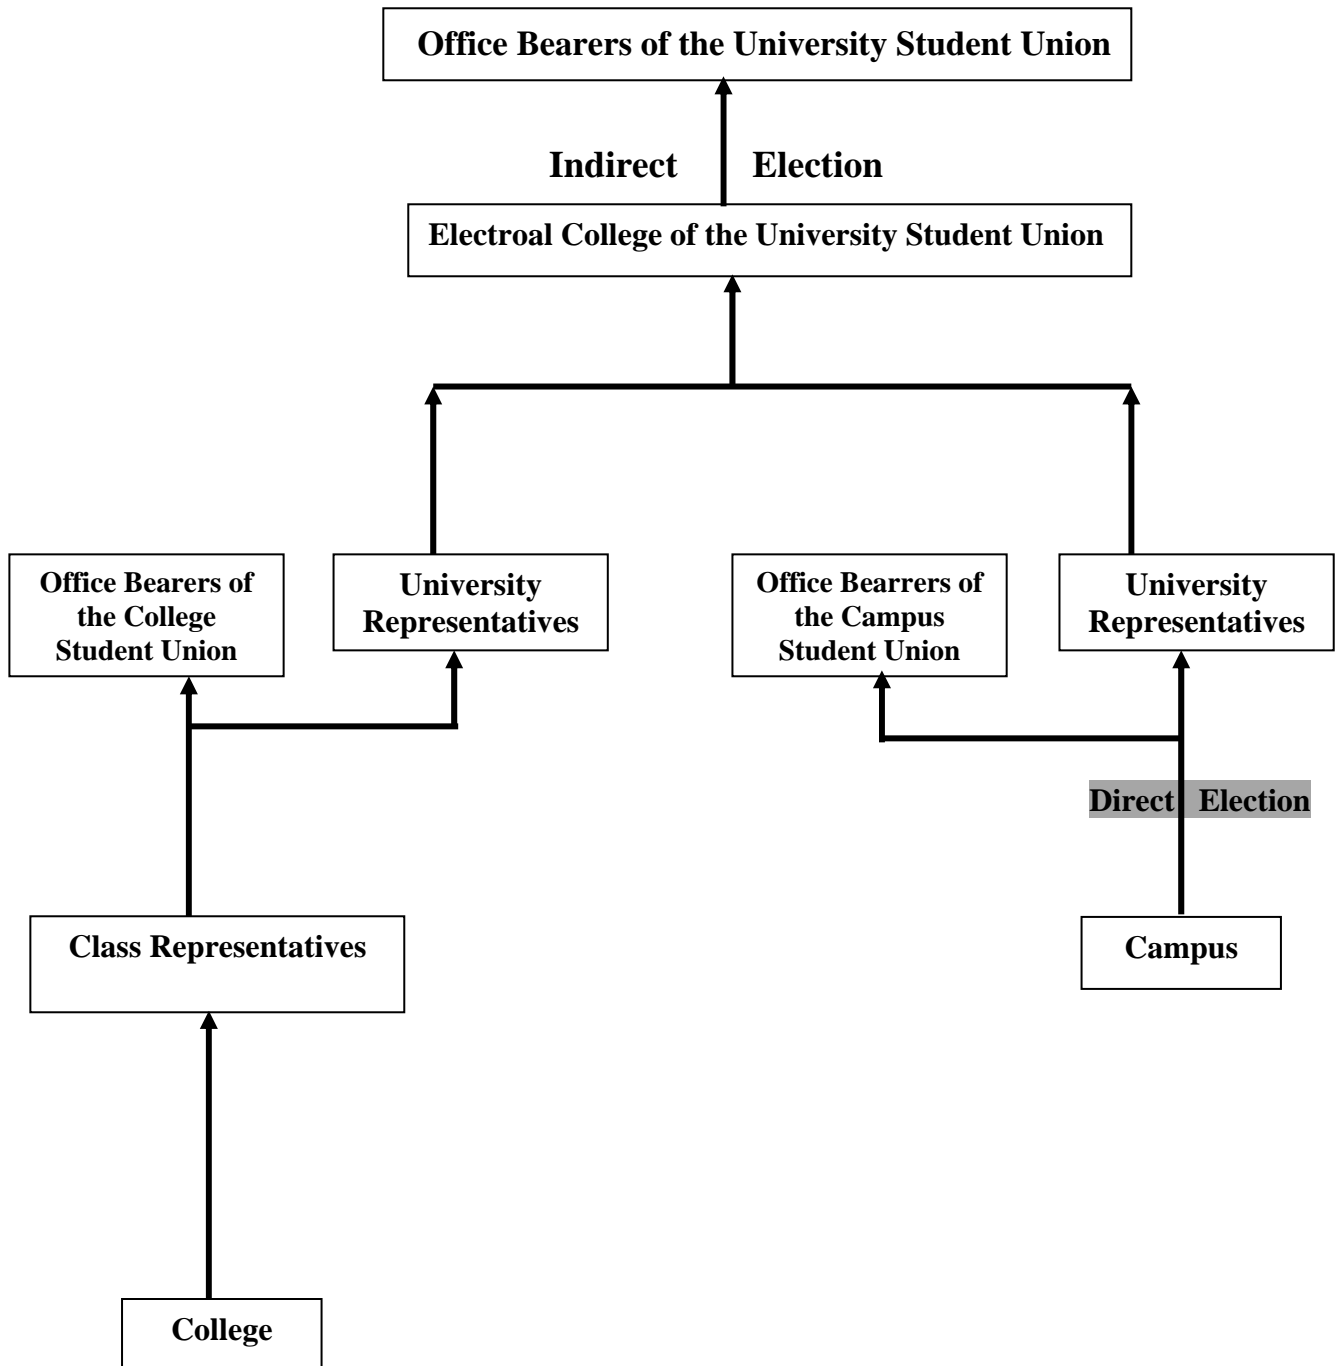 Office Bearers of the University Student Union
Indirect Election
Electroal College of the University Student Union
Office Bearers of
the College
Student Union
University
Representatives
Office Bearrers of
the Campus
Student Union
University
Representatives
Direct Election
Class Representatives
Campus
College